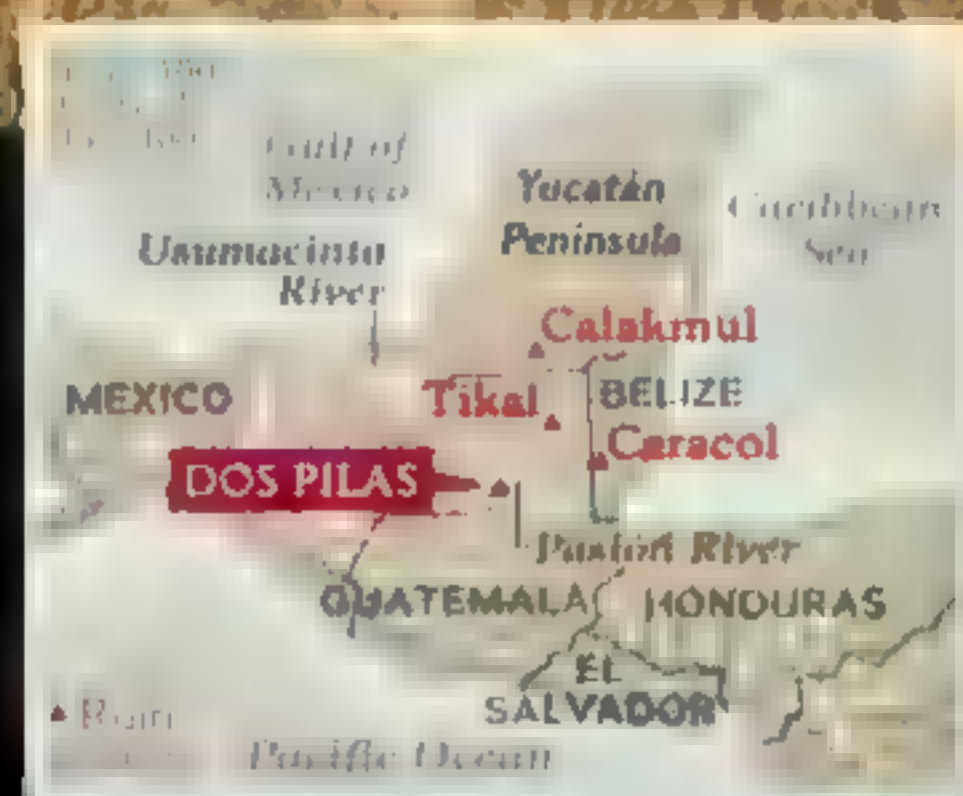 Gulf of
Mexico
Yucatán
Peninsula
Caribbean
Sea
Usumacinta
River
Calakmul
MEXICO
Tikal
BELIZE
Caracol
DOS PILAS
Pasión River
GUATEMALA
HONDURAS
EL
SALVADOR
Ruin
Pacific Ocean